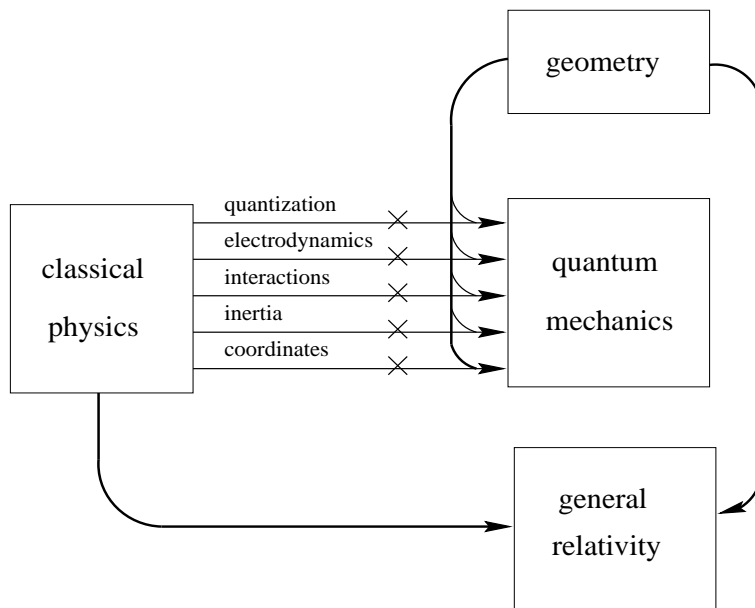 geometry
quantization
electrodynamics
interactions
inertia
coordinates
classical
physics
quantum
mechanics
general
relativity